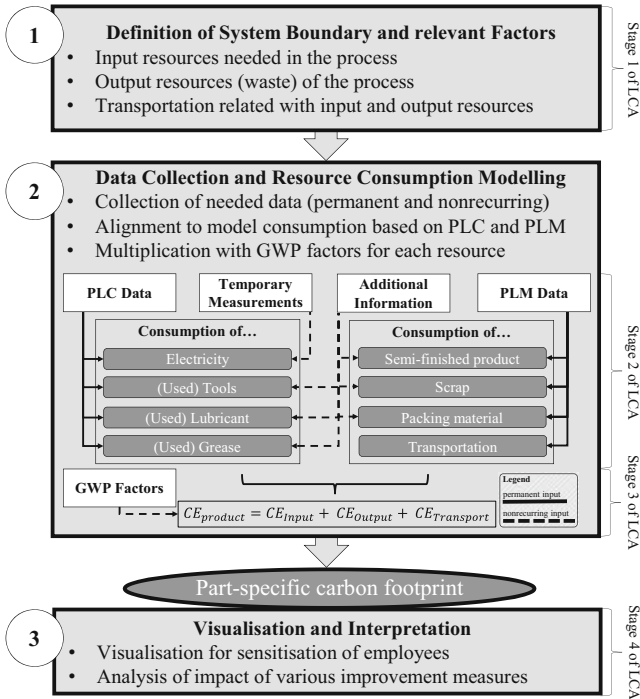 1
Definition of System Boundary and relevant Factors
• Input resources needed in the process
• Output resources (waste) of the process
• Transportation related with input and output resources
Stage 1 of LCA
2
Data Collection and Resource Consumption Modelling
• Collection of needed data (permanent and nonrecurring)
• Alignment to model consumption based on PLC and PLM
• Multiplication with GWP factors for each resource
PLC Data
Temporary
Measurements
Additional
Information
PLM Data
Consumption of…
Electricity
(Used) Tools
(Used) Lubricant
(Used) Grease
Consumption of…
Semi-finished product
Scrap
Packing material
Transportation
Stage 2 of LCA
GWP Factors
CE_product = CE_Input + CE_Output + CE_Transport
Legend
permanent input
nonrecurring input
Stage 3 of LCA
Part-specific carbon footprint
3
Visualisation and Interpretation
• Visualisation for sensitisation of employees
• Analysis of impact of various improvement measures
Stage 4 of LCA